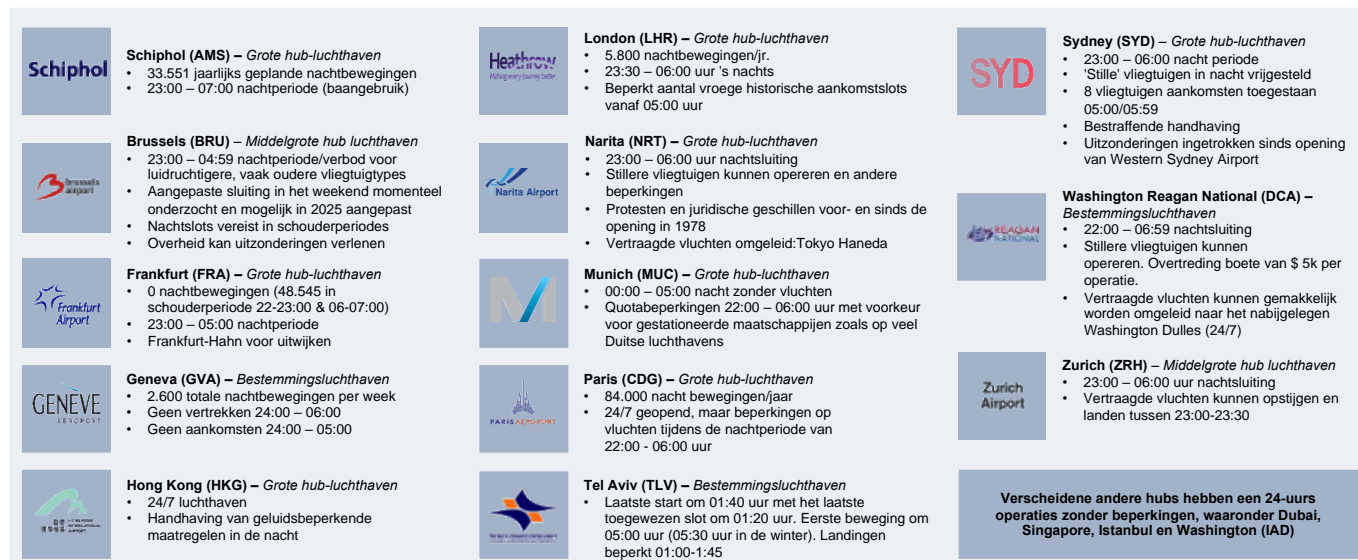 Schiphol
Schiphol (AMS) – Grote hub-luchthaven
• 33.551 jaarlijks geplande nachtbewegingen
• 23:00 – 07:00 nachtperiode (baangebruik)
brussels
airport
Brussels (BRU) – Middelgrote hub luchthaven
• 23:00 – 04:59 nachtperiode/verbod voor
luidruchtigere, vaak oudere vliegtuigtypes
• Aangepaste sluiting in het weekend momenteel
onderzocht en mogelijk in 2025 aangepast
• Nachtslots vereist in schouderperiodes
• Overheid kan uitzonderingen verlenen
Frankfurt
Airport
Frankfurt (FRA) – Grote hub-luchthaven
• 0 nachtbewegingen (48.545 in
schouderperiode 22-23:00 & 06-07:00)
• 23:00 – 05:00 nachtperiode
• Frankfurt-Hahn voor uitwijken
GENÈVE
AÉROPORT
Geneva (GVA) – Bestemmingsluchthaven
• 2.600 totale nachtbewegingen per week
• Geen vertrekken 24:00 – 06:00
• Geen aankomsten 24:00 – 05:00
Hong Kong (HKG) – Grote hub-luchthaven
• 24/7 luchthaven
• Handhaving van geluidsbeperkende
maatregelen in de nacht
Heathrow
Making every journey better
London (LHR) – Grote hub-luchthaven
• 5.800 nachtbewegingen/jr.
• 23:30 – 06:00 uur 's nachts
• Beperkt aantal vroege historische aankomstslots
vanaf 05:00 uur
Narita Airport
Narita (NRT) – Grote hub-luchthaven
• 23:00 – 06:00 uur nachtsluiting
• Stillere vliegtuigen kunnen opereren en andere
beperkingen
• Protesten en juridische geschillen voor- en sinds de
opening in 1978
• Vertraagde vluchten omgeleid:Tokyo Haneda
M
Munich (MUC) – Grote hub-luchthaven
• 00:00 – 05:00 nacht zonder vluchten
• Quotabeperkingen 22:00 – 06:00 uur met voorkeur
voor gestationeerde maatschappijen zoals op veel
Duitse luchthavens
PARIS AEROPORT
Paris (CDG) – Grote hub-luchthaven
• 84.000 nacht bewegingen/jaar
• 24/7 geopend, maar beperkingen op
vluchten tijdens de nachtperiode van
22:00 - 06:00 uur
Tel Aviv (TLV) – Bestemmingsluchthaven
• Laatste start om 01:40 uur met het laatste
toegewezen slot om 01:20 uur. Eerste beweging om
05:00 uur (05:30 uur in de winter). Landingen
beperkt 01:00-1:45
SYD
Sydney (SYD) – Grote hub-luchthaven
• 23:00 – 06:00 nacht periode
• 'Stille' vliegtuigen in nacht vrijgesteld
• 8 vliegtuigen aankomsten toegestaan
05:00/05:59
• Bestraffende handhaving
• Uitzonderingen ingetrokken sinds opening
van Western Sydney Airport
REAGAN
NATIONAL
Washington Reagan National (DCA) –
Bestemmingsluchthaven
• 22:00 – 06:59 nachtsluiting
• Stillere vliegtuigen kunnen
opereren. Overtreding boete van $ 5k per
operatie.
• Vertraagde vluchten kunnen gemakkelijk
worden omgeleid naar het nabijgelegen
Washington Dulles (24/7)
Zurich
Airport
Zurich (ZRH) – Middelgrote hub luchthaven
• 23:00 – 06:00 uur nachtsluiting
• Vertraagde vluchten kunnen opstijgen en
landen tussen 23:00-23:30
Verscheidene andere hubs hebben een 24-uurs
operaties zonder beperkingen, waaronder Dubai,
Singapore, Istanbul en Washington (IAD)